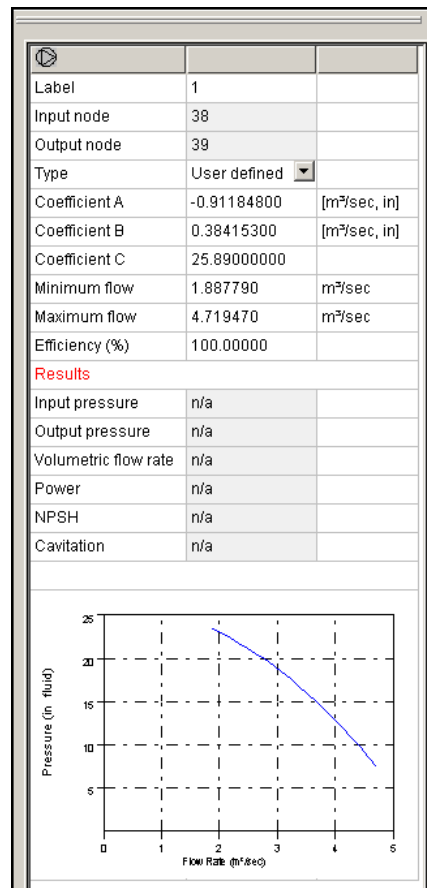 Label 1
Input node 38
Output node 39
Type User defined
Coefficient A -0.91184800 [m³/sec, in]
Coefficient B 0.38415300 [m³/sec, in]
Coefficient C 25.89000000
Minimum flow 1.887790 m³/sec
Maximum flow 4.719470 m³/sec
Efficiency (%) 100.00000
Results
Input pressure n/a
Output pressure n/a
Volumetric flow rate n/a
Power n/a
NPSH n/a
Cavitation n/a
25
20
15
10
5
Pressure (in fluid)
0 1 2 3 4 5
Flow Rate (m³/sec)